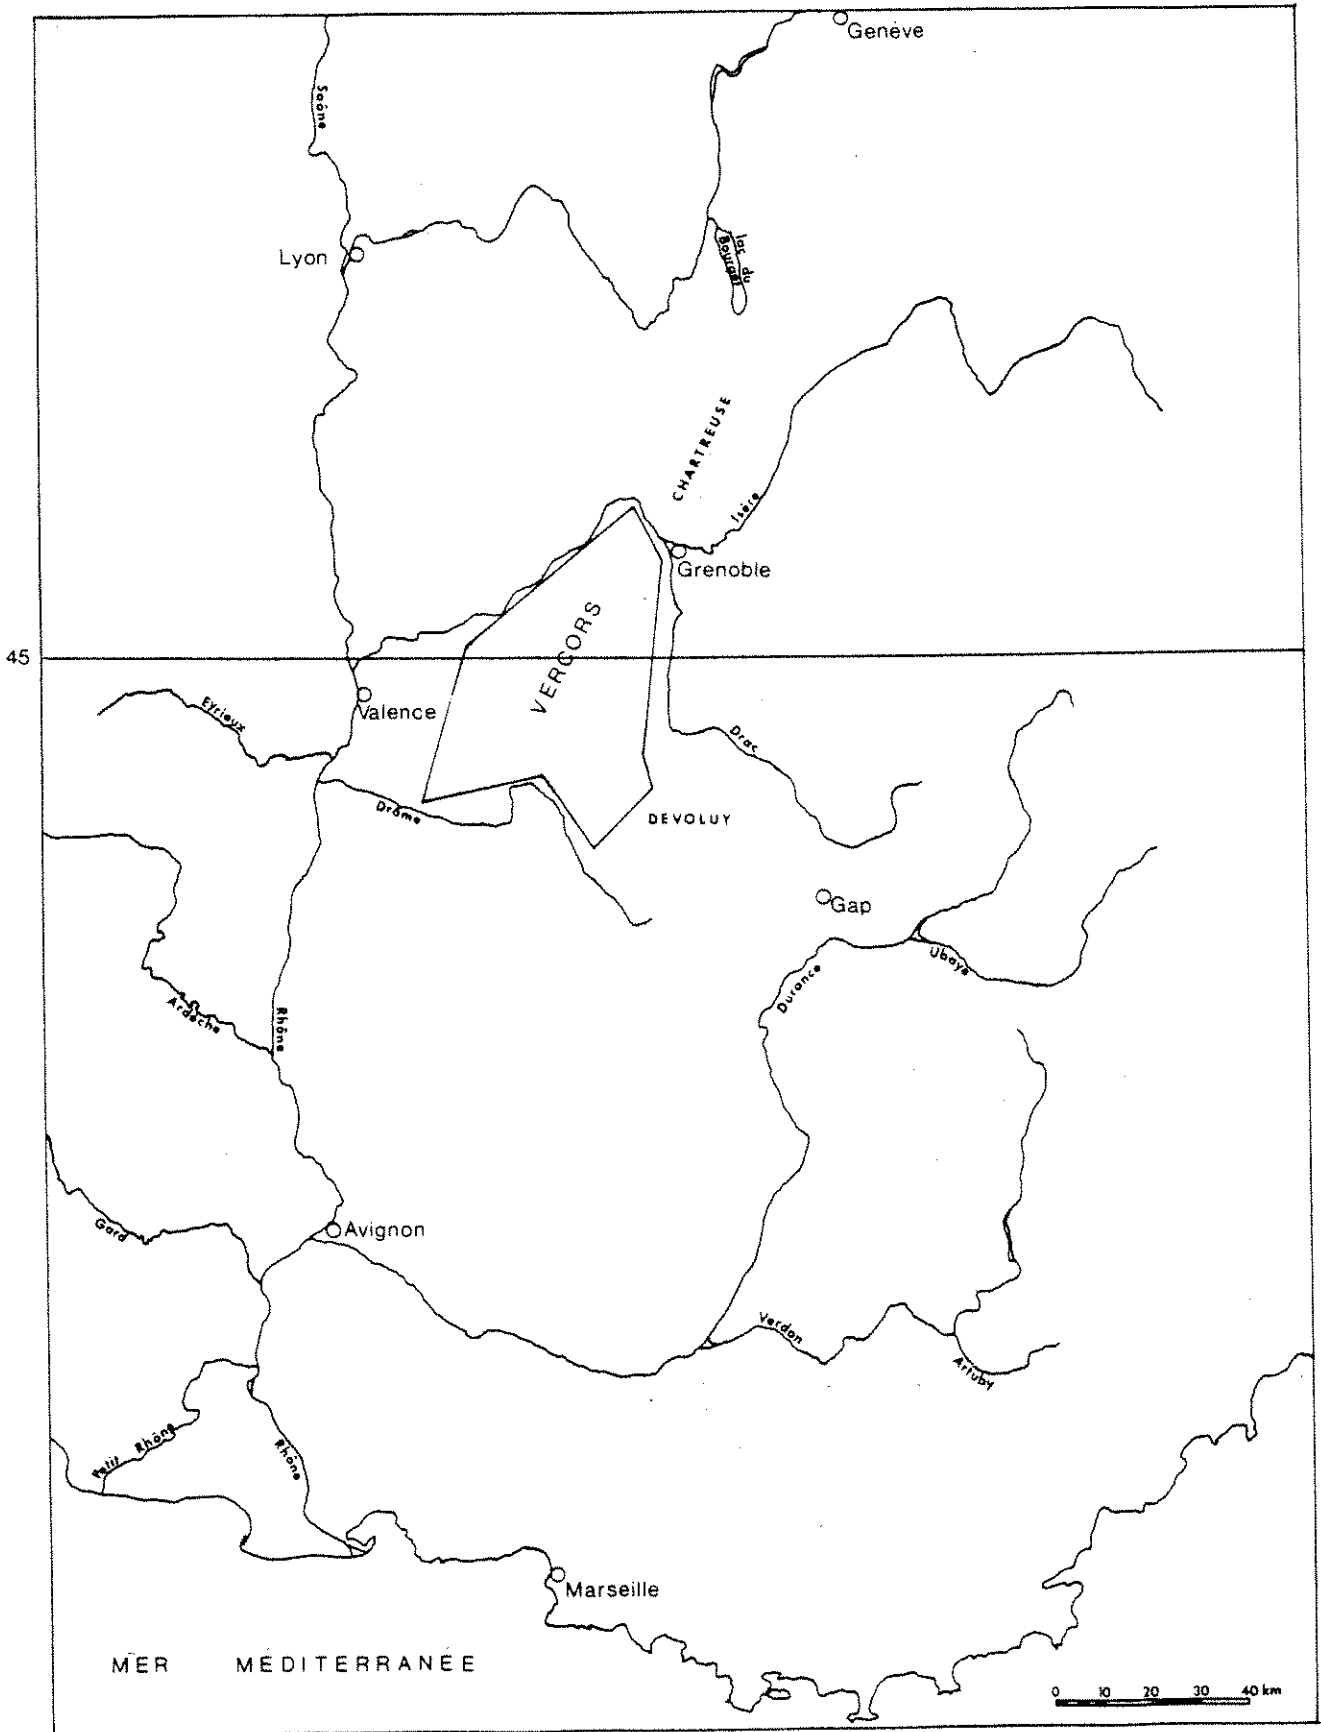 Genève
Saône
Lyon
lac du
Bourget
CHARTREUSE
Isère
Grenoble
VERCORS
45
Valence
Eyrieux
Drac
Drôme
DEVOLUY
Gap
Ubaye
Durance
Ardèche
Rhône
Gard
Avignon
Verdon
Artuby
Petit Rhône
Rhône
Marseille
MER MÉDITERRANÉE
0 10 20 30 40 km